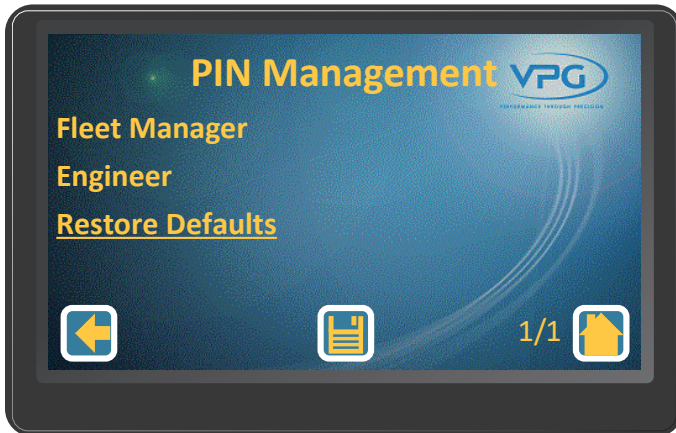 PIN Management
VPG
PERFORMANCE THROUGH PRECISION
Fleet Manager
Engineer
Restore Defaults
1/1